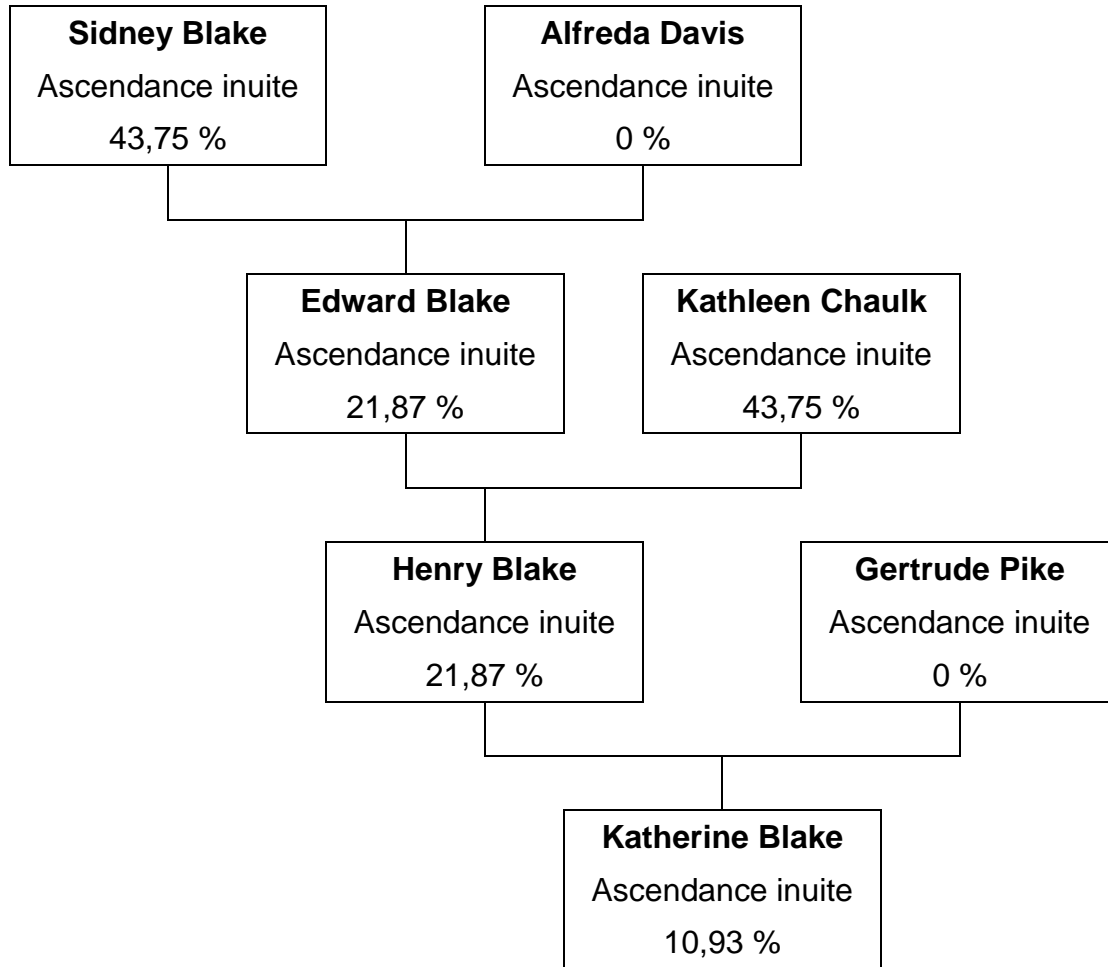 Sidney Blake
Ascendance inuite
43,75 %
Alfreda Davis
Ascendance inuite
0 %
Edward Blake
Ascendance inuite
21,87 %
Kathleen Chaulk
Ascendance inuite
43,75 %
Henry Blake
Ascendance inuite
21,87 %
Gertrude Pike
Ascendance inuite
0 %
Katherine Blake
Ascendance inuite
10,93 %